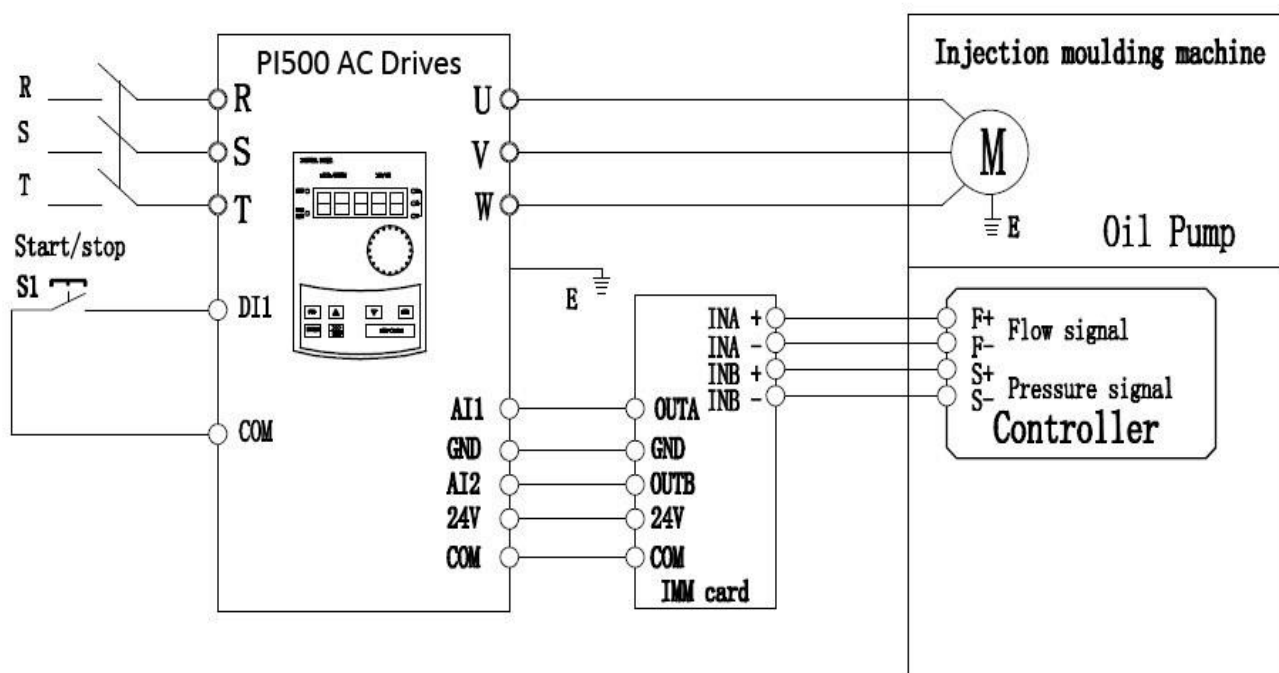 PI500 AC Drives
Injection moulding machine
R
R
U
S
S
V
M
T
T
W
E
Oil Pump
Start/stop
S1
DI1
E
INA +
F+
Flow signal
INA -
F-
INB +
S+
Pressure signal
INB -
S-
Controller
AI1
OUTA
COM
GND
GND
AI2
OUTB
24V
24V
COM
COM
IMM card